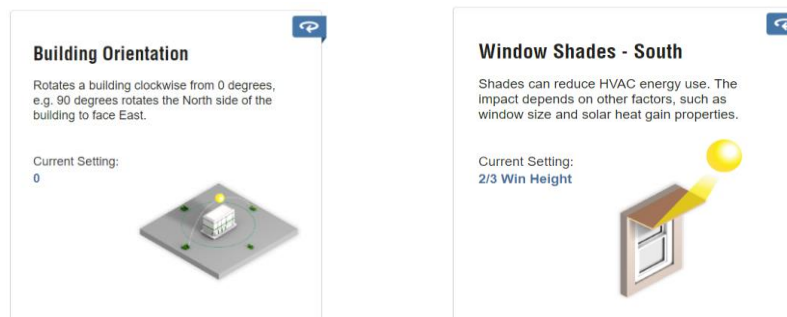 Building Orientation
Rotates a building clockwise from 0 degrees,
e.g. 90 degrees rotates the North side of the
building to face East.
Current Setting:
0
Window Shades - South
Shades can reduce HVAC energy use. The
impact depends on other factors, such as
window size and solar heat gain properties.
Current Setting:
2/3 Win Height